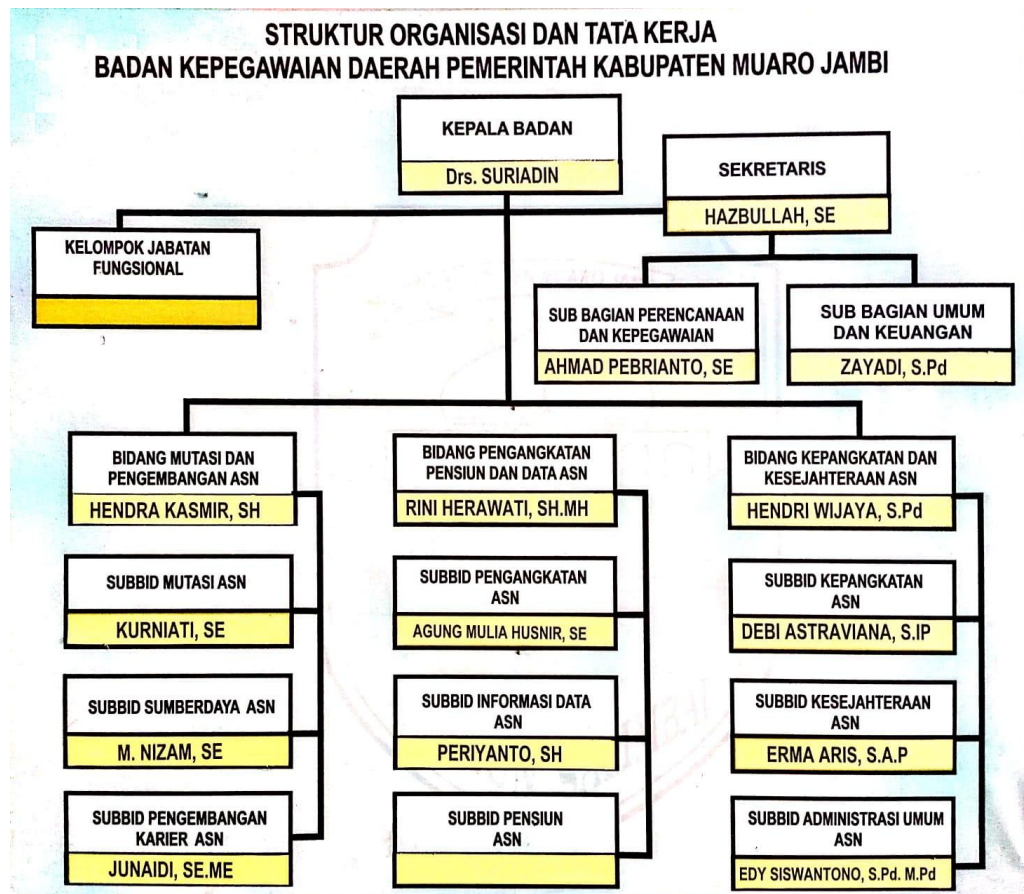 STRUKTUR ORGANISASI DAN TATA KERJA
BADAN KEPEGAWAIAN DAERAH PEMERINTAH KABUPATEN MUARO JAMBI
KEPALA BADAN
Drs. SURIADIN
SEKRETARIS
HAZBULLAH, SE
KELOMPOK JABATAN
FUNGSIONAL
SUB BAGIAN PERENCANAAN
DAN KEPEGAWAIAN
AHMAD PEBRIANTO, SE
SUB BAGIAN UMUM
DAN KEUANGAN
ZAYADI, S.Pd
BIDANG MUTASI DAN
PENGEMBANGAN ASN
HENDRA KASMIR, SH
SUBBID MUTASI ASN
KURNIATI, SE
SUBBID SUMBERDAYA ASN
M. NIZAM, SE
SUBBID PENGEMBANGAN
KARIER ASN
JUNAIDI, SE.ME
BIDANG PENGANGKATAN
PENSIUN DAN DATA ASN
RINI HERAWATI, SH.MH
SUBBID PENGANGKATAN
ASN
AGUNG MULIA HUSNIR, SE
SUBBID INFORMASI DATA
ASN
PERIYANTO, SH
SUBBID PENSIUN
ASN
BIDANG KEPANGKATAN DAN
KESEJAHTERAAN ASN
HENDRI WIJAYA, S.Pd
SUBBID KEPANGKATAN
ASN
DEBI ASTRAVIANA, S.IP
SUBBID KESEJAHTERAAN
ASN
ERMA ARIS, S.A.P
SUBBID ADMINISTRASI UMUM
ASN
EDY SISWANTONO, S.Pd. M.Pd